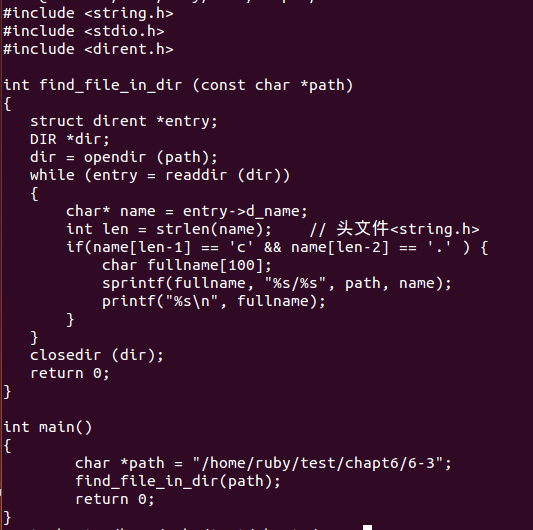 #include <string.h>
#include <stdio.h>
#include <dirent.h>

int find_file_in_dir (const char *path)
{
   struct dirent *entry;
   DIR *dir;
   dir = opendir (path);
   while (entry = readdir (dir))
   {
       char* name = entry->d_name;
       int len = strlen(name);    // 头文件<string.h>
       if(name[len-1] == 'c' && name[len-2] == '.' ) {
           char fullname[100];
           sprintf(fullname, "%s/%s", path, name);
           printf("%s\n", fullname);
       }
   }
   closedir (dir);
   return 0;
}

int main()
{
        char *path = "/home/ruby/test/chapt6/6-3";
        find_file_in_dir(path);
        return 0;
}